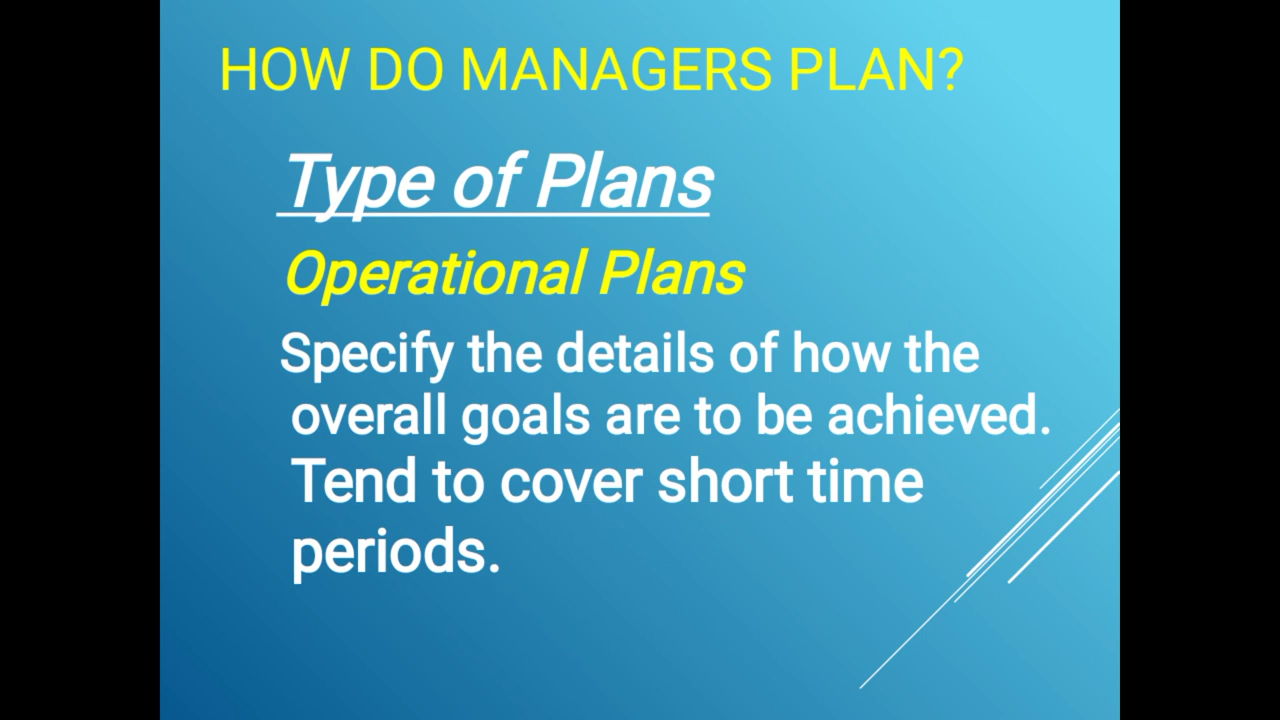 HOW DO MANAGERS PLAN?
Type of Plans
Operational Plans
Specify the details of how the
overall goals are to be achieved.
Tend to cover short time
periods.